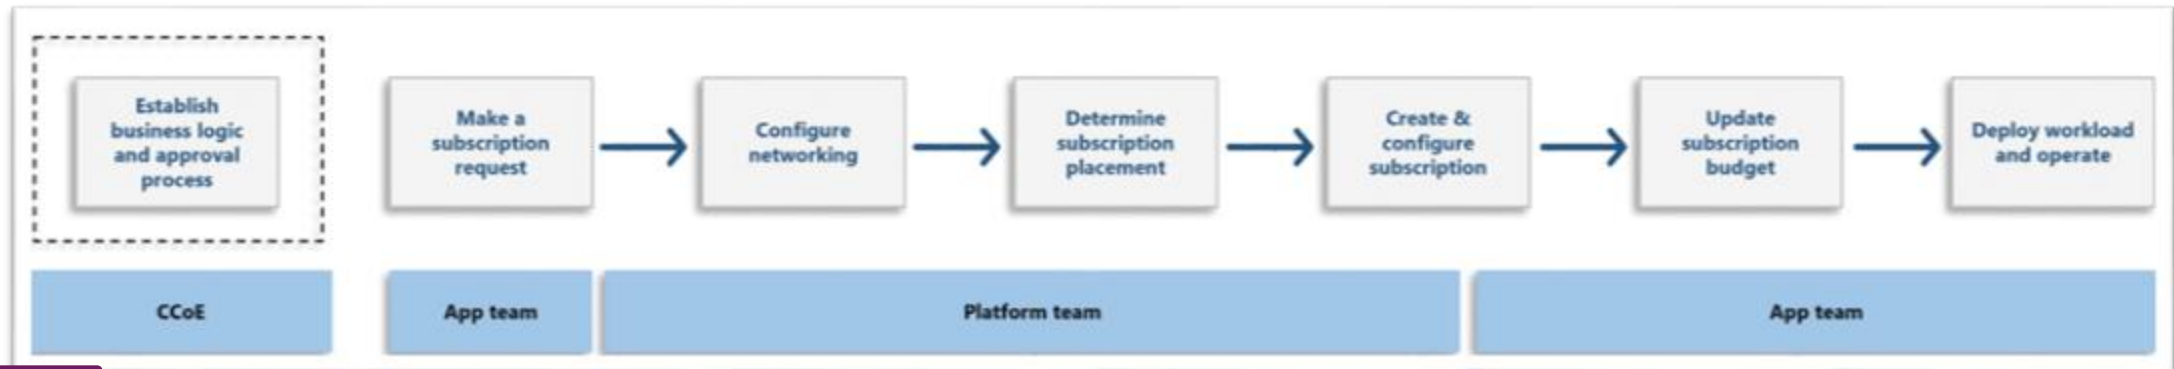 Establish
business logic
and approval
process
Make a
subscription
request
Configure
networking
Determine
subscription
placement
Create &
configure
subscription
Update
subscription
budget
Deploy workload
and operate
CCoE
App team
Platform team
App team